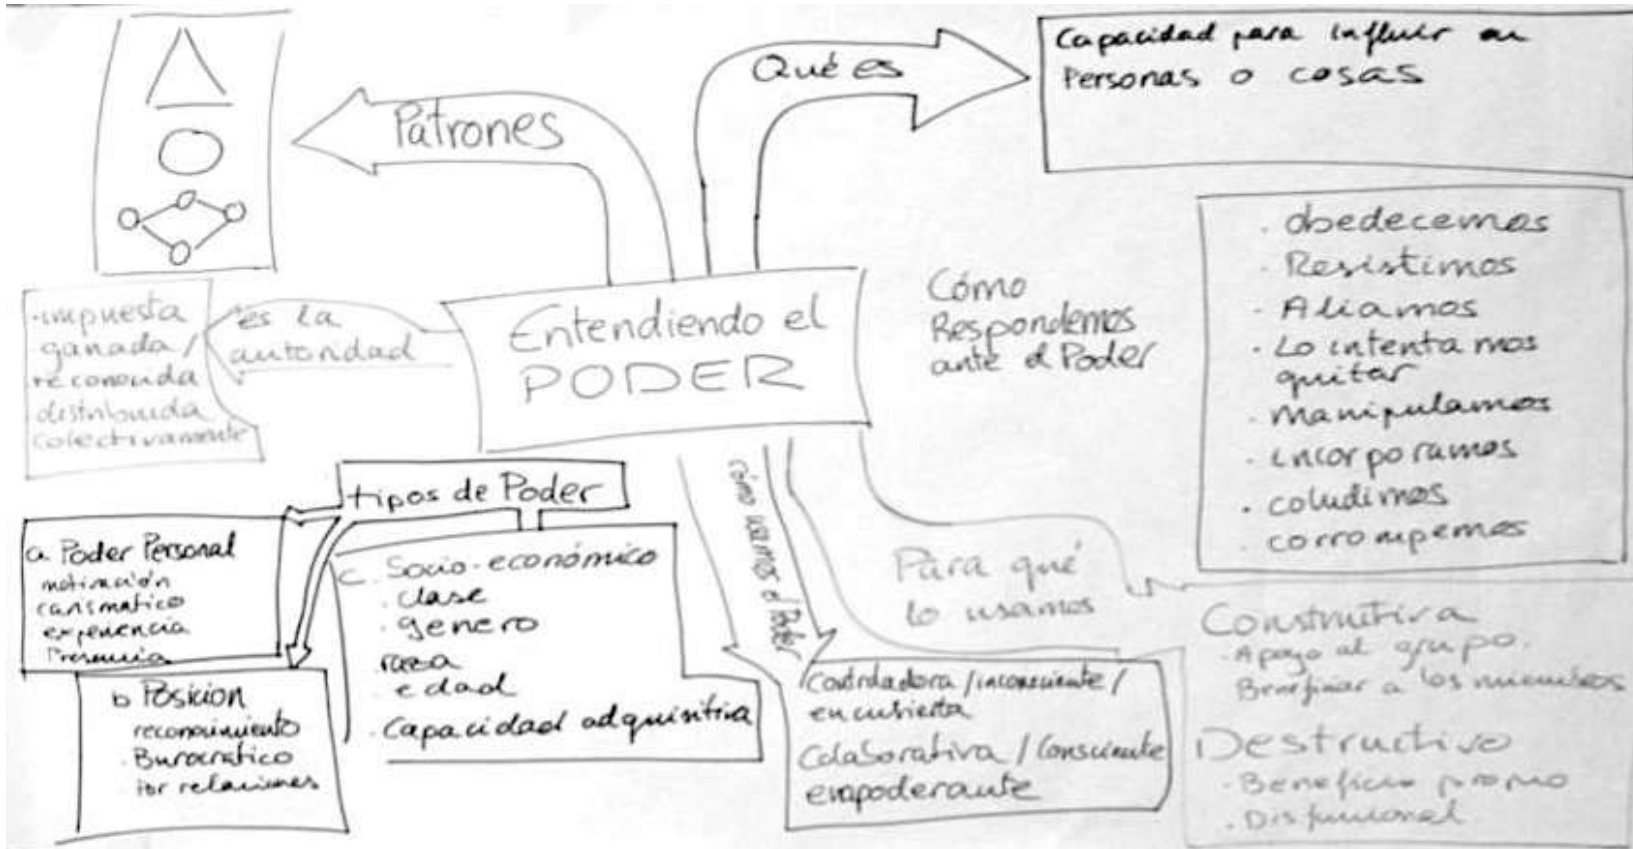 Entendiendo el
PODER
Qué es
Capacidad para influir en
Personas o cosas
Patrones
es la
autoridad
·impuesta
ganada/
reconocida
distribuida
colectivamente
Cómo
Respondemos
ante el Poder
· obedecemos
· Resistimos
· Aliamos
· Lo intentamos
quitar
· Manipulamos
· incorporamos
· coludimos
· corrompemos
tipos de Poder
a. Poder Personal
motivación
carismatico
experiencia
Presencia
b Posicion
reconocimiento
Burocratico
Por relaciones
c. Socio-económico
· clase
· genero
raza
· edad
· Capacidad adquisitiva
cómo usamos el Poder
Controladora / inconsciente /
encubierta
Colaborativa / Consciente
empoderante
Para qué
lo usamos
Constructiva
· Apoyo al grupo.
Beneficiar a los miembros
Destructivo
· Beneficio propio
· Disfuncional